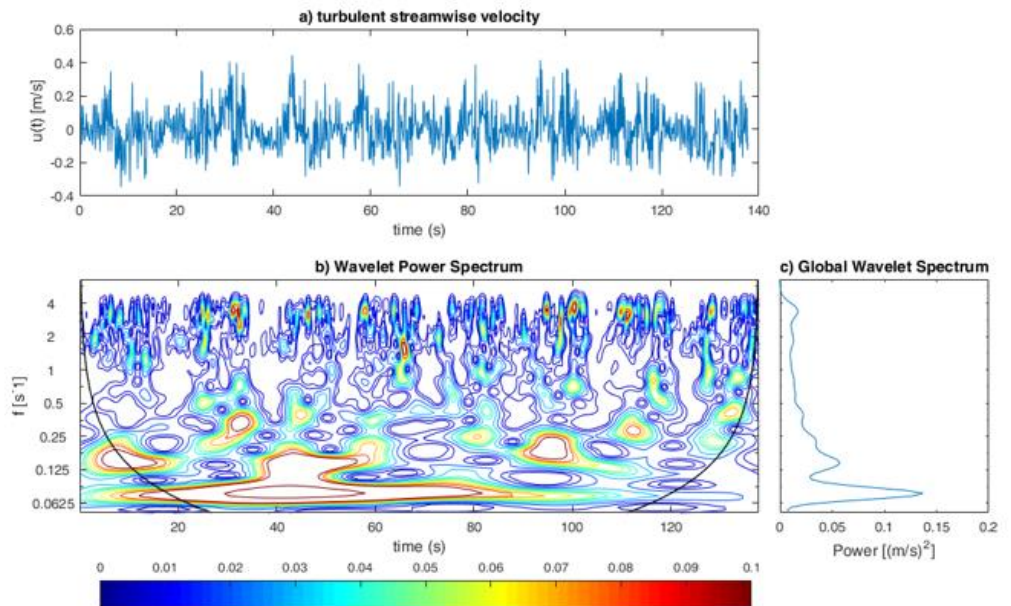 a) turbulent streamwise velocity
0.6
0.4
0.2
0
-0.2
-0.4
u(t) [m/s]
0 20 40 60 80 100 120 140
time (s)
b) Wavelet Power Spectrum
4
2
1
0.5
0.25
0.125
0.0625
f [s⁻1]
20 40 60 80 100 120
time (s)
c) Global Wavelet Spectrum
0 0.05 0.1 0.15 0.2
Power [(m/s)²]
0 0.01 0.02 0.03 0.04 0.05 0.06 0.07 0.08 0.09 0.1